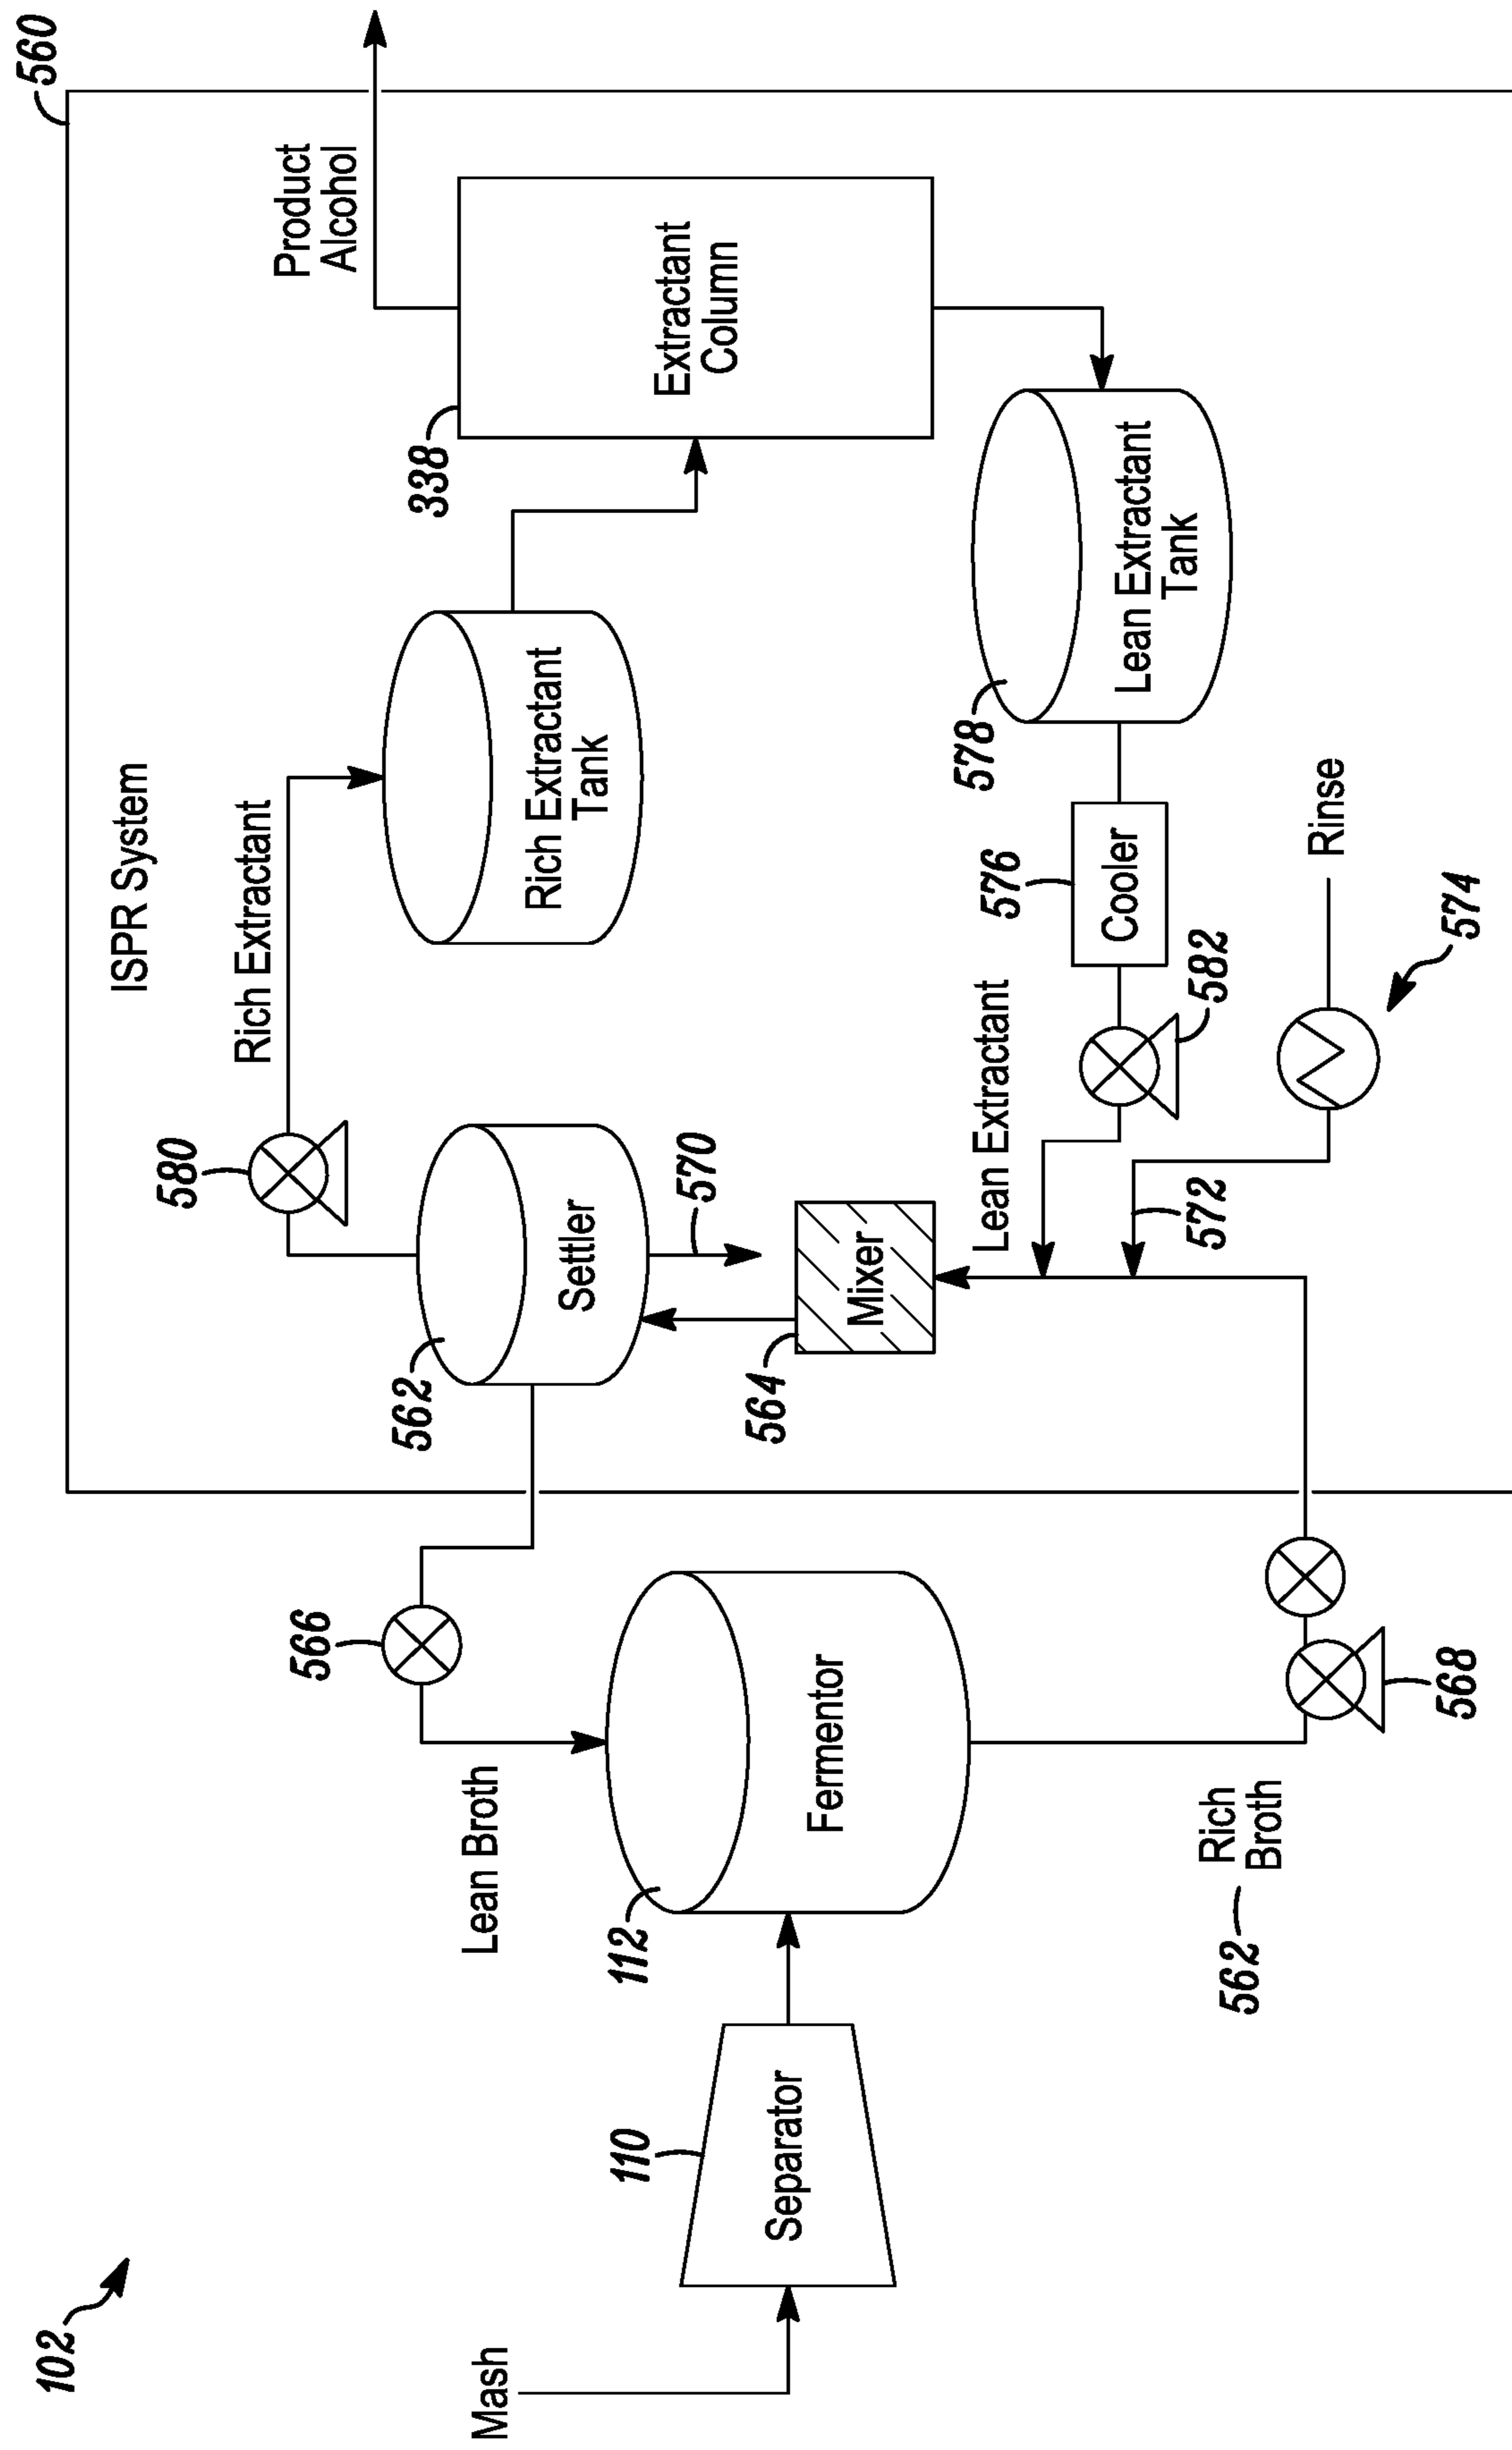 102
Mash
110
Separator
112
Fermentor
Lean Broth
566
562
Rich
Broth
568
560
ISPR System
580
Rich Extractant
562
Settler
570
564
Mixer
Rich Extractant
Tank
338
Extractant
Column
Product
Alcohol
Lean Extractant
572
582
576
Cooler
578
Lean Extractant
Tank
Rinse
574